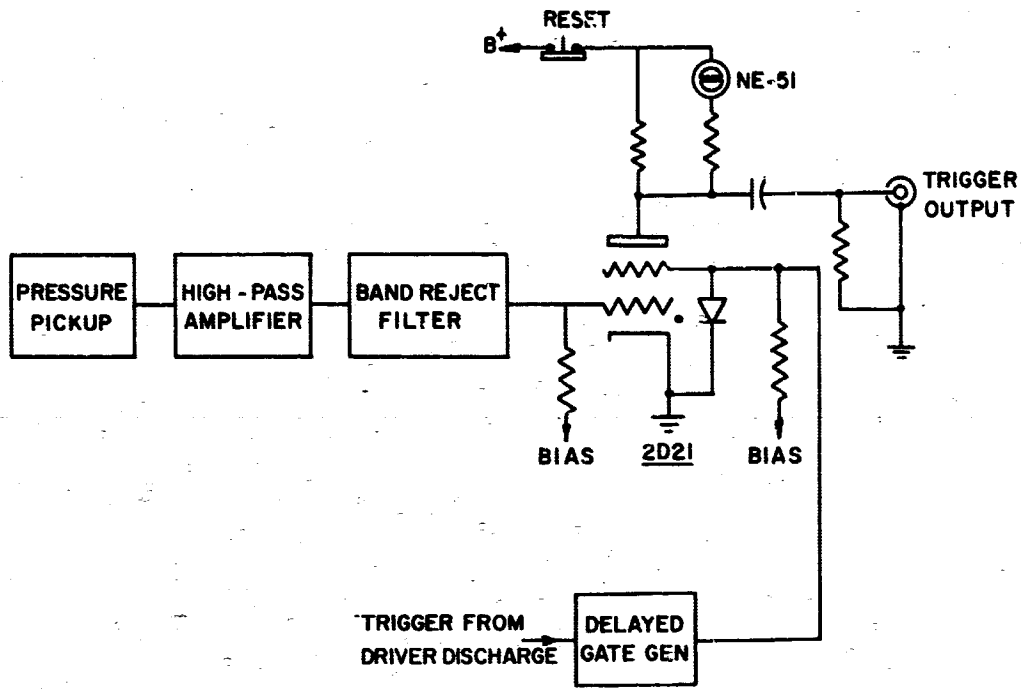 RESET
B+
NE-51
TRIGGER
OUTPUT
PRESSURE
PICKUP
HIGH-PASS
AMPLIFIER
BAND REJECT
FILTER
BIAS
2D21
BIAS
TRIGGER FROM
DRIVER DISCHARGE
DELAYED
GATE GEN